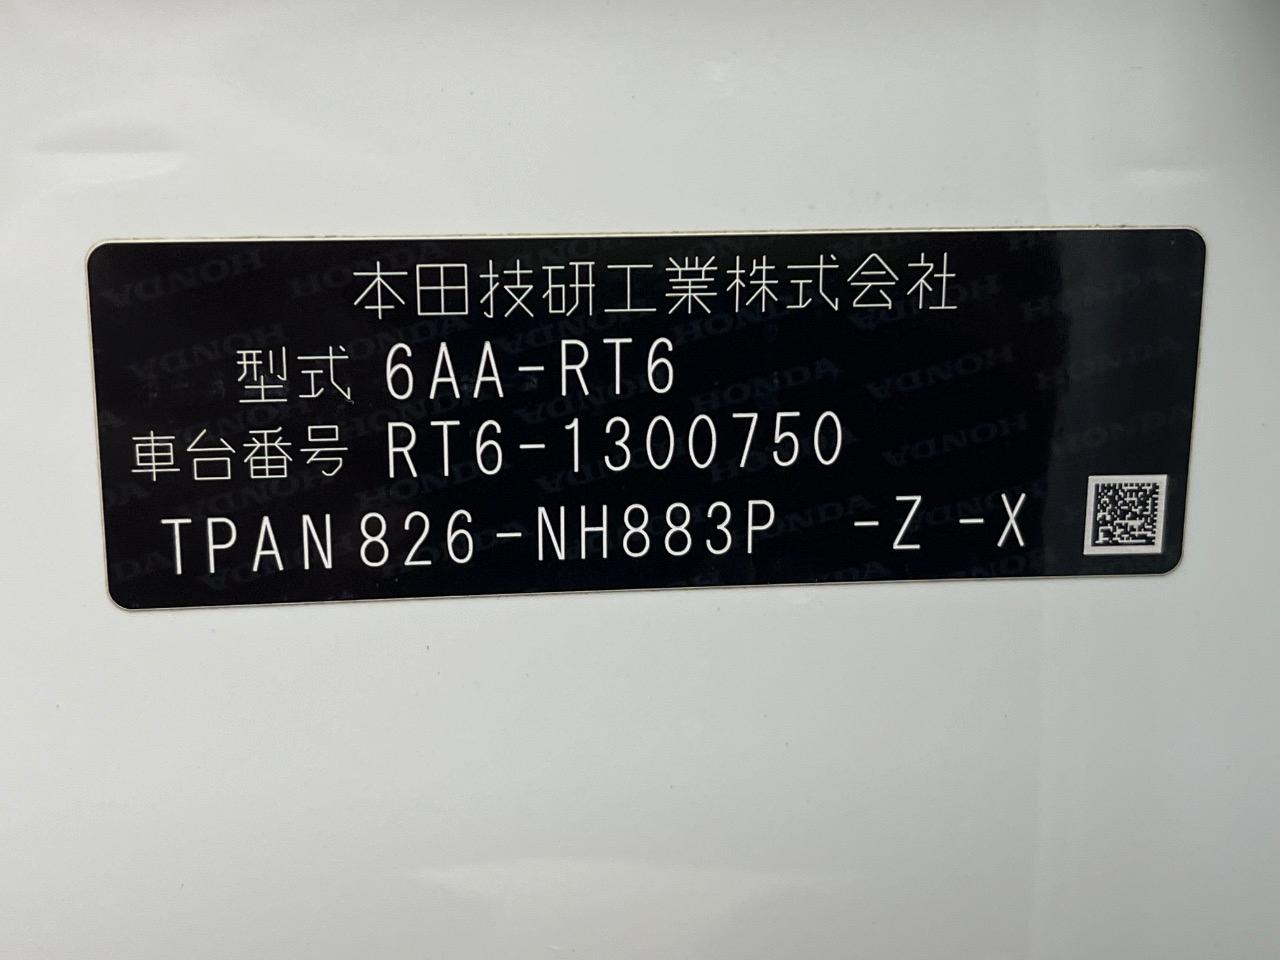 本田技研工業株式会社
型式 6AA-RT6
車台番号 RT6-1300750
TPAN826-NH883P -Z -X